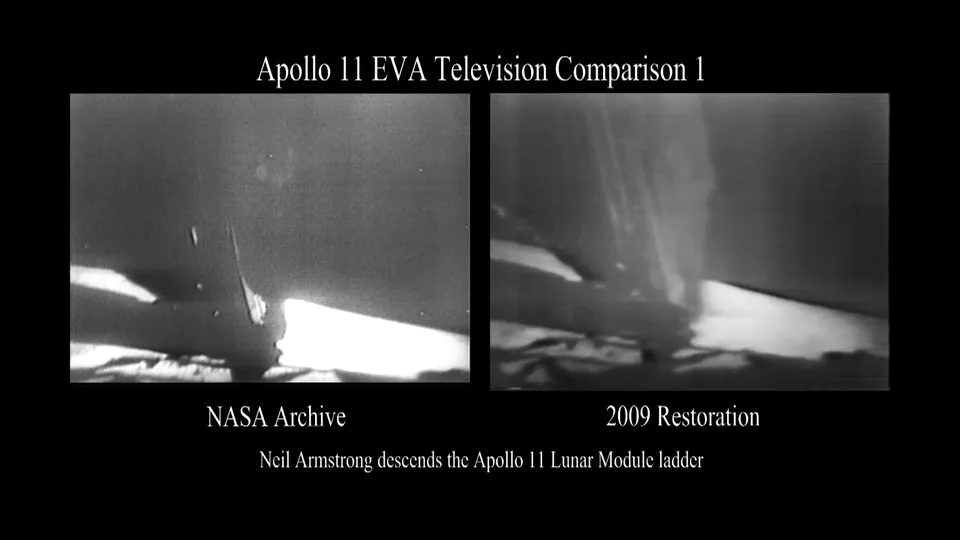 Apollo 11 EVA Television Comparison 1
NASA Archive
2009 Restoration
Neil Armstrong descends the Apollo 11 Lunar Module ladder